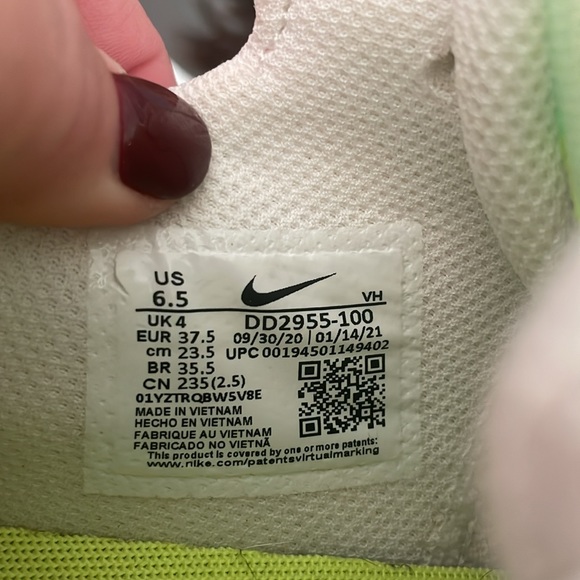 US
6.5
VH
UK 4
DD2955-100
EUR 37.5
09/30/20 | 01/14/21
cm 23.5
UPC 00194501149402
BR 35.5
CN 235(2.5)
01YZTRQBW5V8E
MADE IN VIETNAM
HECHO EN VIETNAM
FABRIQUE AU VIETNAM
FABRICADO NO VIETNÃ
This product is covered by one or more patents:
www.nike.com/patentsvirtualmarking